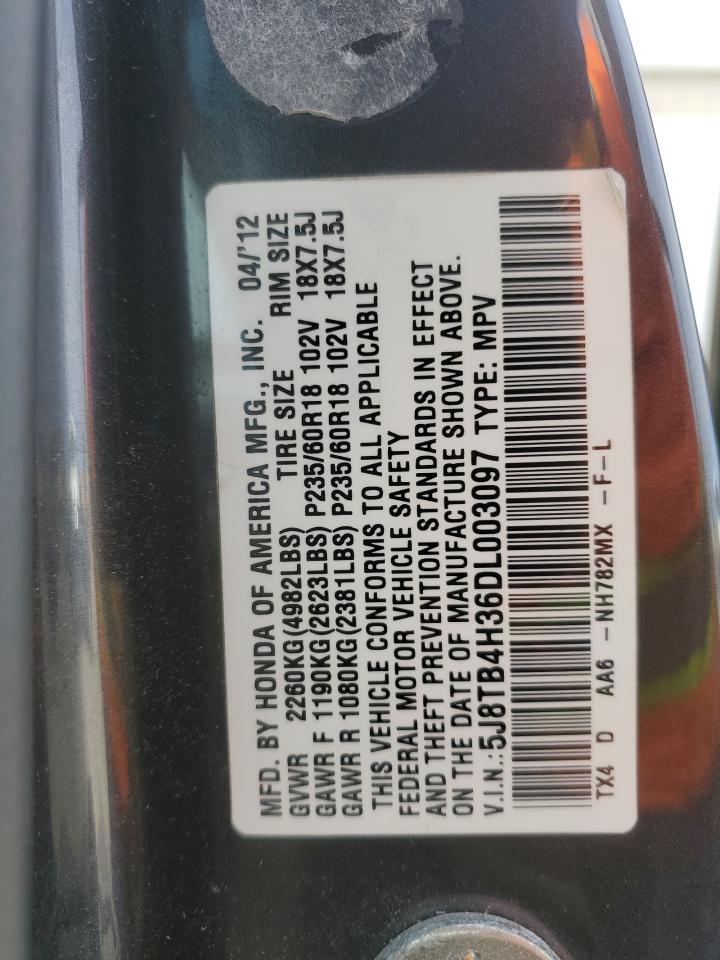 MFD. BY HONDA OF AMERICA MFG., INC. 04/'12
GVWR 2260KG(4982LBS) TIRE SIZE RIM SIZE
GAWR F 1190KG(2623LBS) P235/60R18 102V 18X7.5J
GAWR R 1080KG(2381LBS) P235/60R18 102V 18X7.5J
THIS VEHICLE CONFORMS TO ALL APPLICABLE
FEDERAL MOTOR VEHICLE SAFETY
AND THEFT PREVENTION STANDARDS IN EFFECT
ON THE DATE OF MANUFACTURE SHOWN ABOVE.
V.I.N.:5J8TB4H36DL003097 TYPE: MPV
TX4 D AA6 -NH782MX -F-L